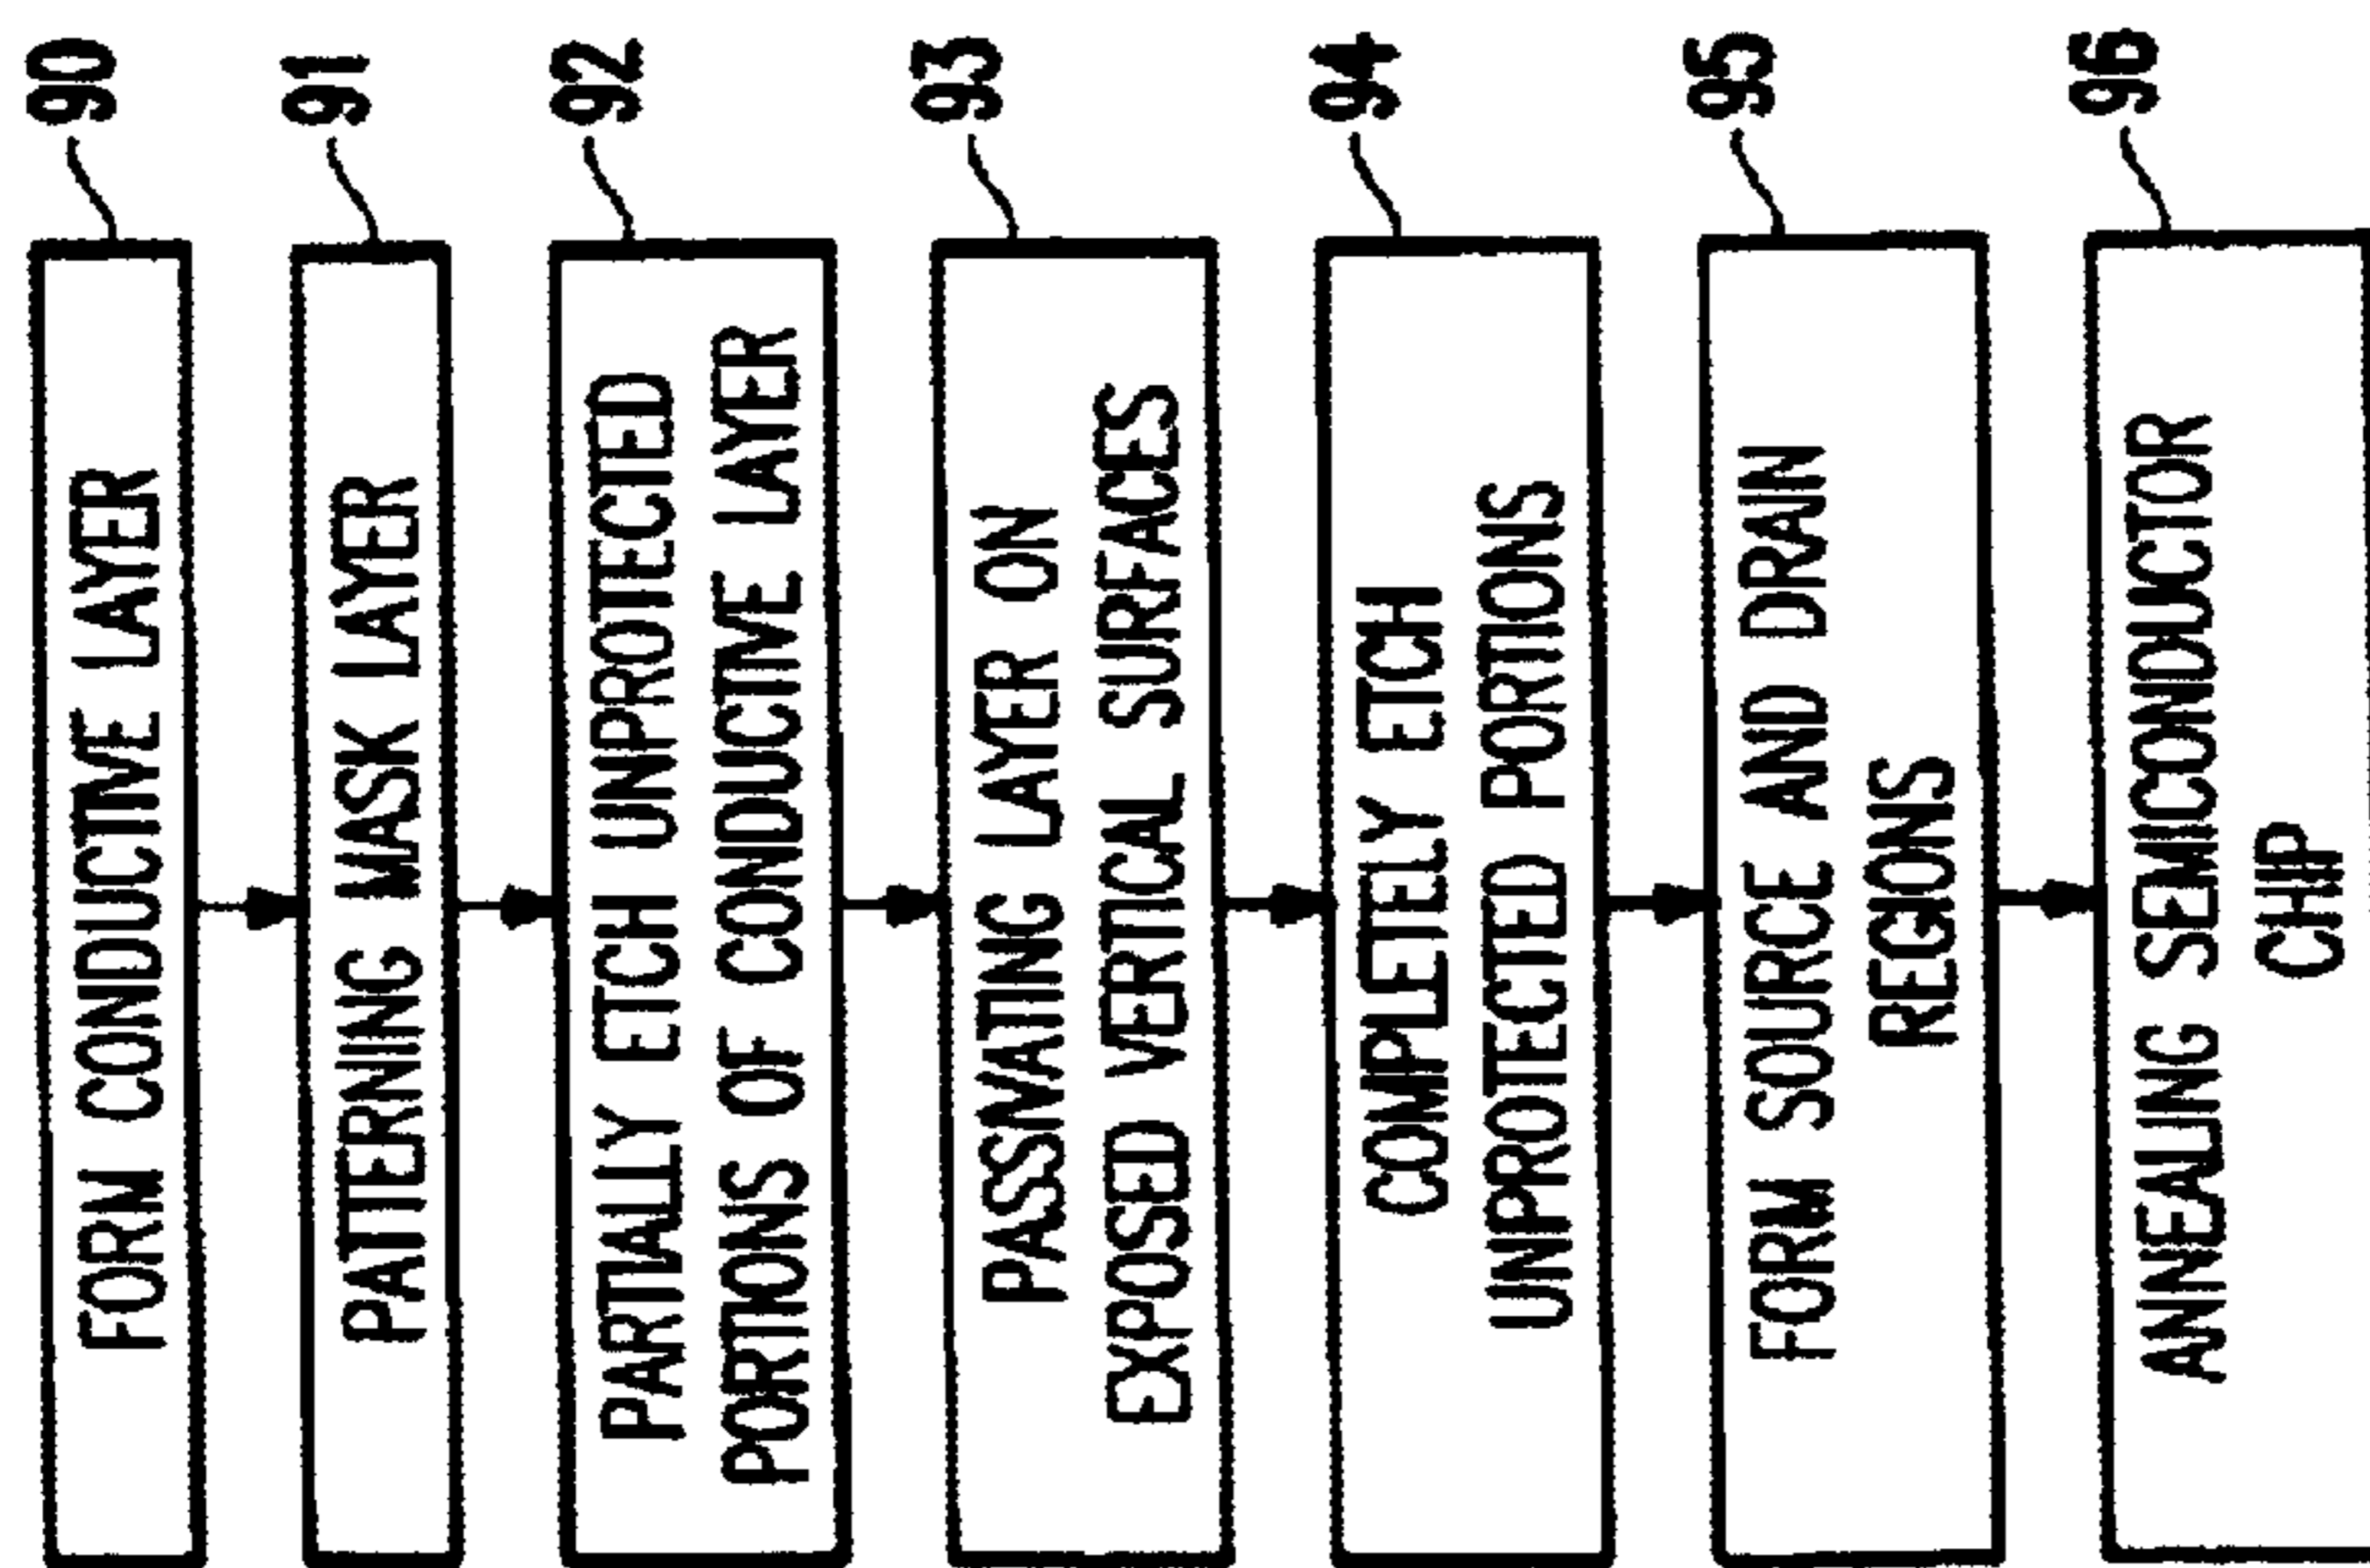 FORM CONDUCTIVE LAYER
90
PATTERNING MASK LAYER
91
PARTIALLY ETCH UNPROTECTED
PORTIONS OF CONDUCTIVE LAYER
92
PASSIVATING LAYER ON
EXPOSED VERTICAL SURFACES
93
COMPLETELY ETCH
UNPROTECTED PORTIONS
94
FORM SOURCE AND DRAIN
REGIONS
95
ANNEALING SEMICONDUCTOR
CHIP
96